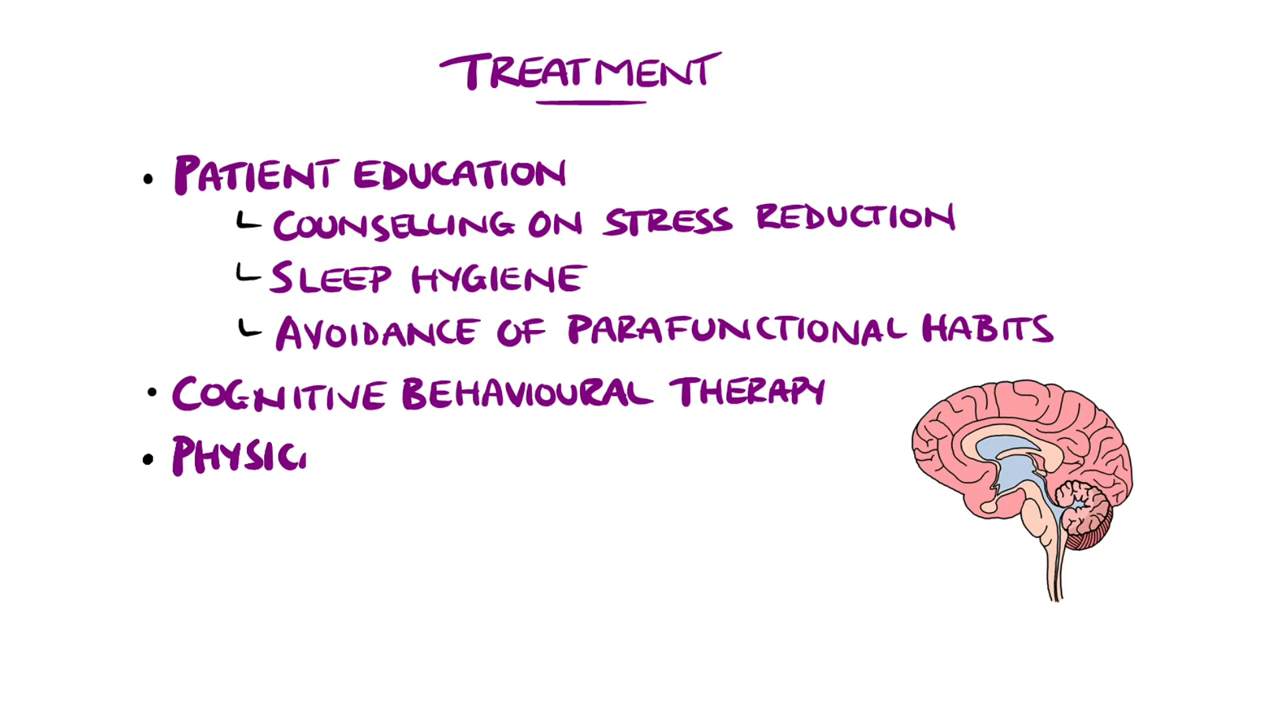 TREATMENT
• PATIENT EDUCATION
└ COUNSELLING ON STRESS REDUCTION
└ SLEEP HYGIENE
└ AVOIDANCE OF PARAFUNCTIONAL HABITS
• COGNITIVE BEHAVIOURAL THERAPY
• PHYSIC